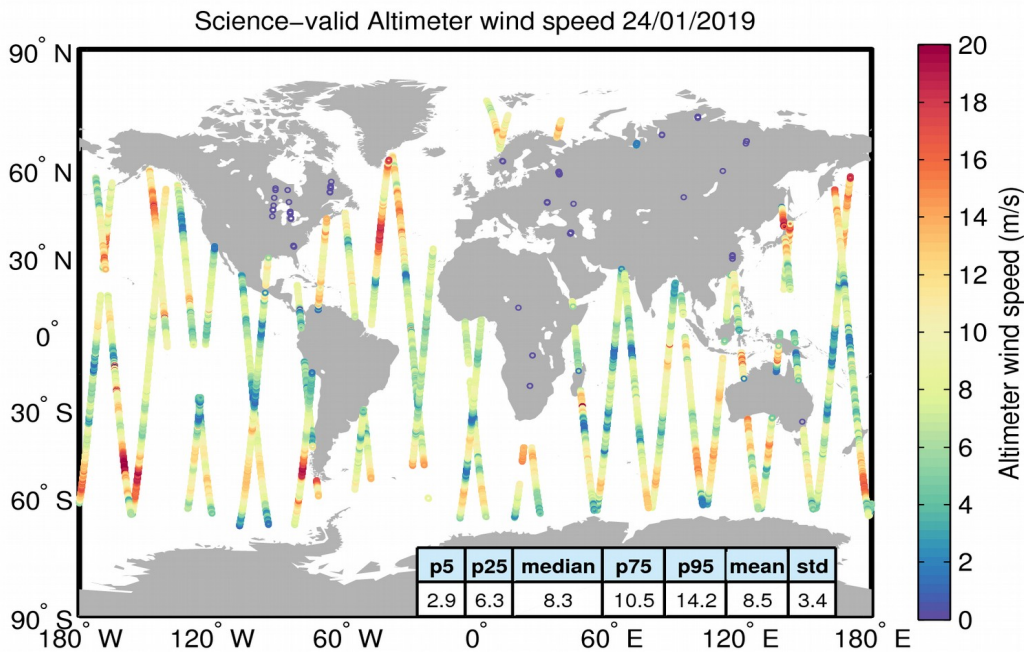 Science−valid Altimeter wind speed 24/01/2019
90° N
60° N
30° N
0°
30° S
60° S
90° S
180° W
120° W
60° W
0°
60° E
120° E
180° E
p5 p25 median p75 p95 mean std
2.9 6.3 8.3 10.5 14.2 8.5 3.4
20
18
16
14
12
10
8
6
4
2
0
Altimeter wind speed (m/s)